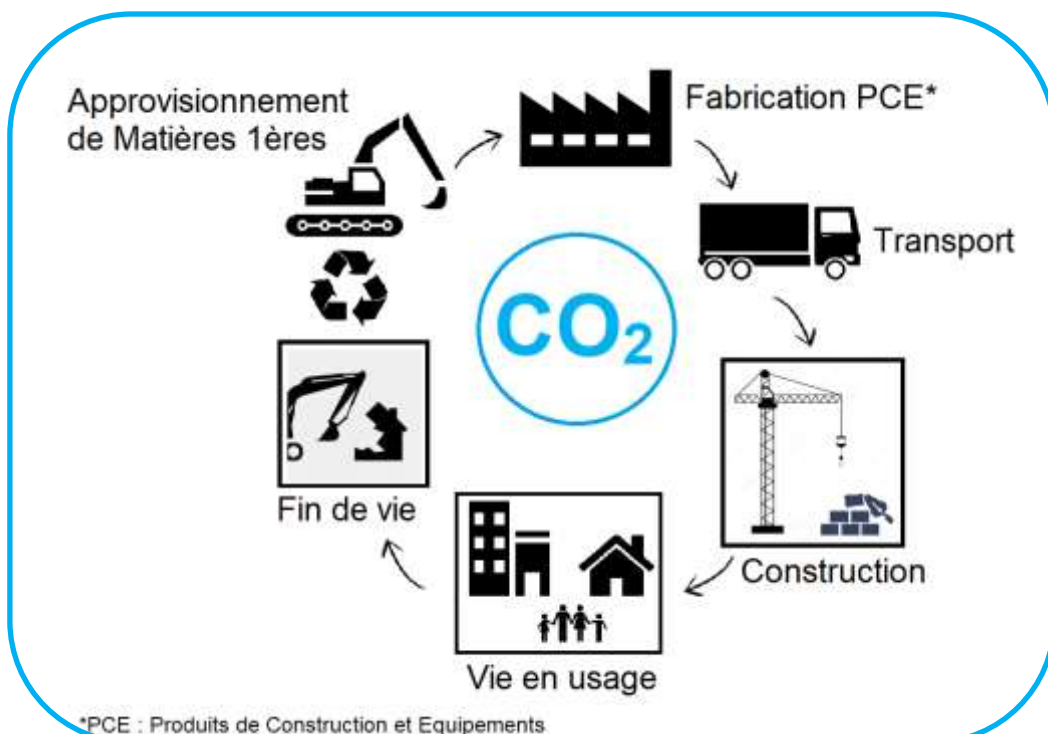 Approvisionnement
de Matières 1ères
Fabrication PCE*
Transport
CO₂
Construction
Vie en usage
Fin de vie
*PCE : Produits de Construction et Equipements